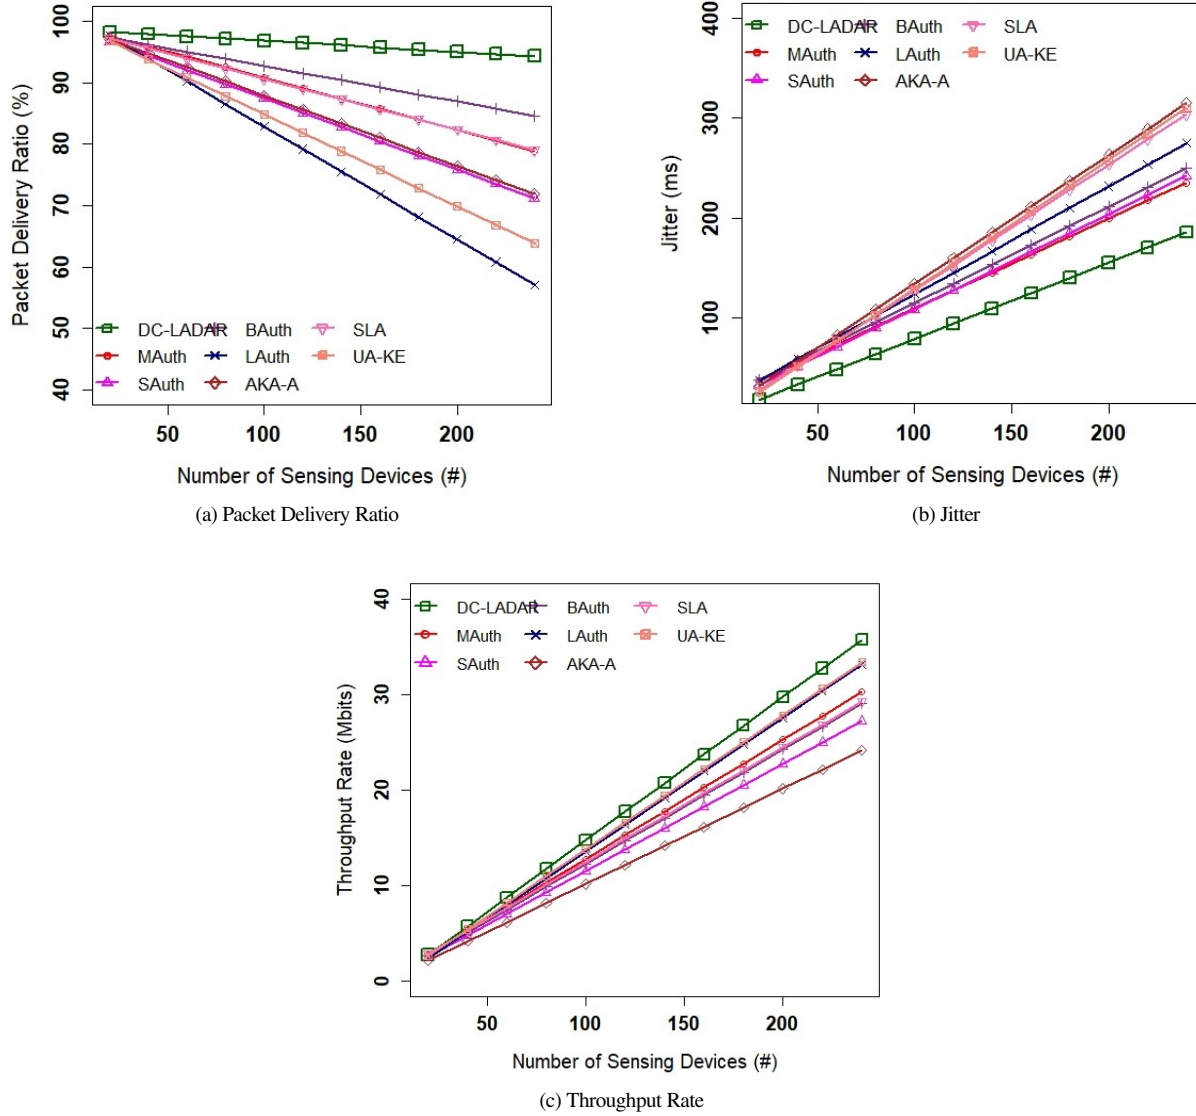 100
90
80
70
60
50
40
Packet Delivery Ratio (%)
DC-LADAR BAuth SLA
MAuth LAuth UA-KE
SAuth AKA-A
50 100 150 200
Number of Sensing Devices (#)
(a) Packet Delivery Ratio
400
300
200
100
Jitter (ms)
DC-LADAR BAuth SLA
MAuth LAuth UA-KE
SAuth AKA-A
50 100 150 200
Number of Sensing Devices (#)
(b) Jitter
40
30
20
10
0
Throughput Rate (Mbits)
DC-LADAR BAuth SLA
MAuth LAuth UA-KE
SAuth AKA-A
50 100 150 200
Number of Sensing Devices (#)
(c) Throughput Rate